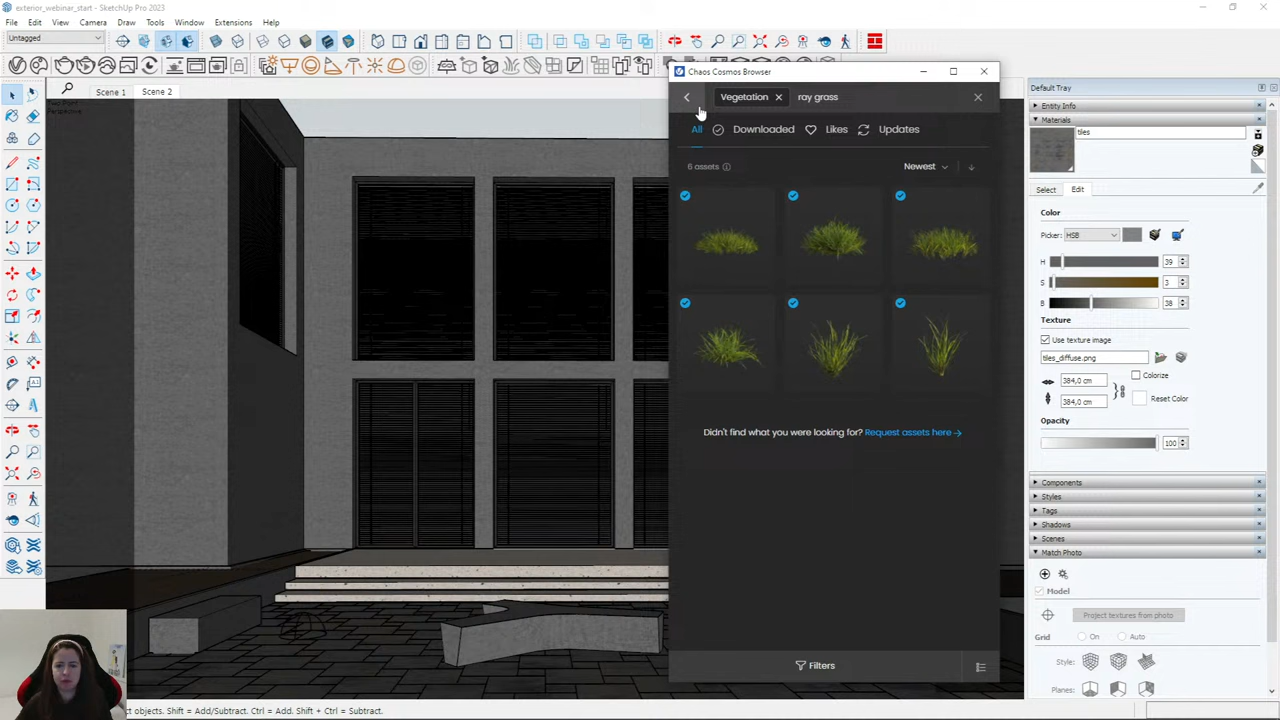 exterior_webinar_start - SketchUp Pro 2023
File Edit View Camera Draw Tools Window Extensions Help
Untagged
Scene 1 Scene 2
Two Point
Perspective
Chaos Cosmos Browser
Vegetation ray grass
All Downloaded Likes Updates
6 assets Newest
Didn't find what you were looking for? Request assets here
Filters
Default Tray
Entity Info
Materials
tiles
Select Edit
Color
Picker: HSB
H 39
S 3
B 38
Texture
Use texture image
tiles_diffuse.png
384,0 cm Colorize
384,0 cm Reset Color
Opacity
100
Components
Styles
Tags
Shadows
Scenes
Match Photo
Model
Project textures from photo
Grid On Auto
Style:
Planes:
ct objects. Shift = Add/Subtract. Ctrl = Add. Shift + Ctrl = Subtract.